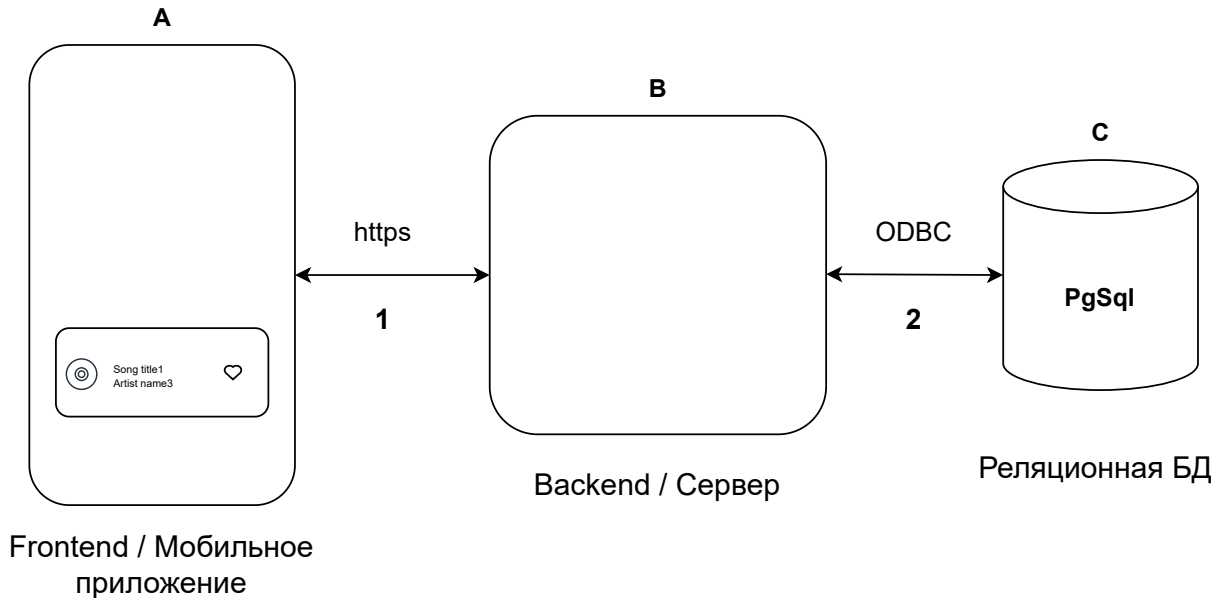 A
B
C
https
1
ODBC
2
PgSql
Song title1
Artist name3
Frontend / Мобильное
приложение
Backend / Сервер
Реляционная БД